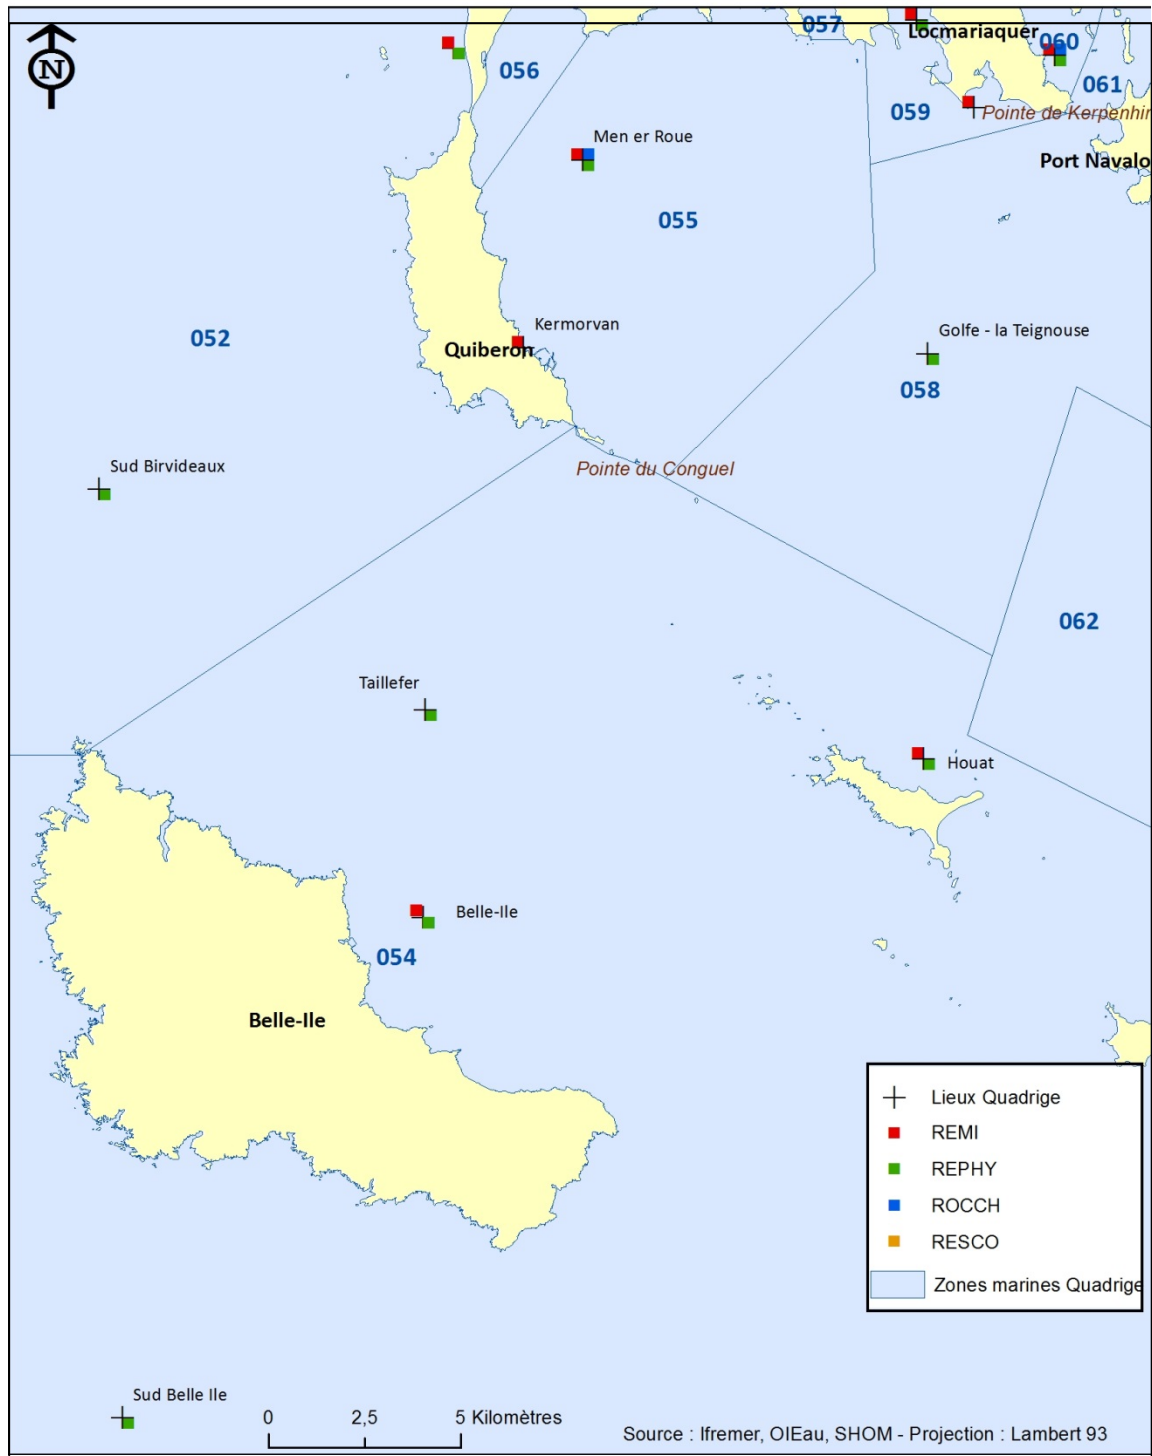 057
Locmariaquer
060
N
056
061
059
Pointe de Kerpenhir
Men er Roue
Port Navalo
055
052
Kermorvan
Golfe - la Teignouse
Quiberon
058
Sud Birvideaux
Pointe du Conguel
062
Taillefer
Houat
Belle-Ile
054
Belle-Ile
Lieux Quadrige
REMI
REPHY
ROCCH
RESCO
Zones marines Quadrige
Sud Belle Ile
0 2,5 5 Kilomètres
Source : Ifremer, OIEau, SHOM - Projection : Lambert 93